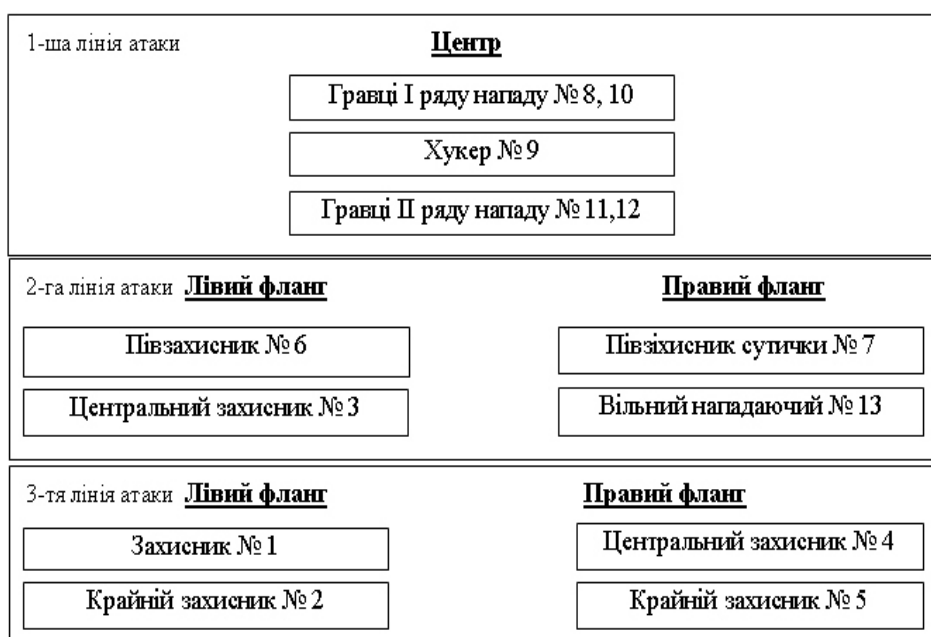 1-ша лінія атаки Центр
Гравці І ряду нападу № 8, 10
Хукер № 9
Гравці ІІ ряду нападу № 11,12
2-га лінія атаки Лівий фланг Правий фланг
Півзахисник № 6 Півзіхисник сутички № 7
Центральний захисник № 3 Вільний нападаючий № 13
3-тя лінія атаки Лівий фланг Правий фланг
Захисник № 1 Центральний захисник № 4
Крайній захисник № 2 Крайній захисник № 5